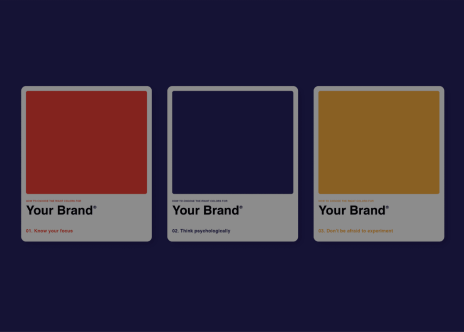 HOW TO CHOOSE THE RIGHT COLORS FOR
Your Brand®
01. Know your focus
HOW TO CHOOSE THE RIGHT COLORS FOR
Your Brand®
02. Think psychologically
HOW TO CHOOSE THE RIGHT COLORS FOR
Your Brand®
03. Don't be afraid to experiment